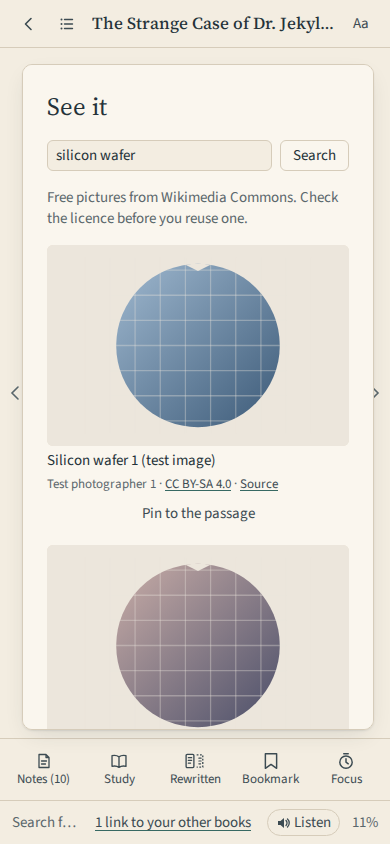 The Strange Case of Dr. Jekyl...
Aa
See it
silicon wafer
Search
Free pictures from Wikimedia Commons. Check
the licence before you reuse one.
Silicon wafer 1 (test image)
Test photographer 1 · CC BY-SA 4.0 · Source
Pin to the passage
Notes (10)
Study
Rewritten
Bookmark
Focus
Search f...
1 link to your other books
Listen
11%